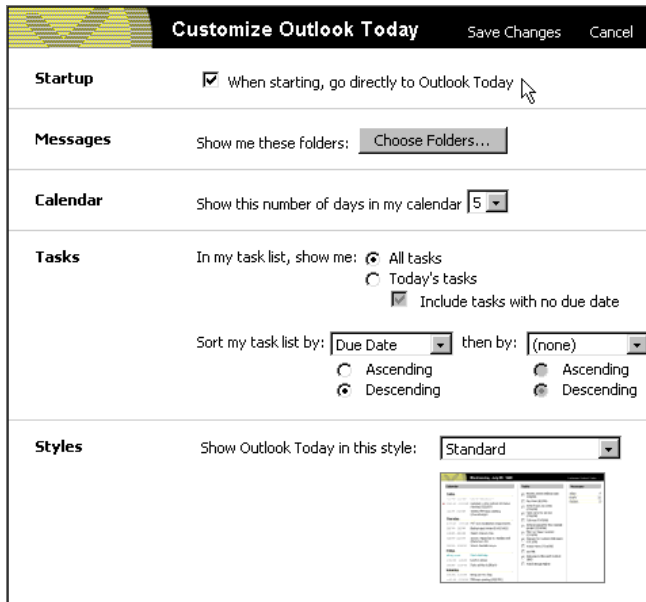 Customize Outlook Today Save Changes Cancel
Startup When starting, go directly to Outlook Today
Messages Show me these folders: Choose Folders...
Calendar Show this number of days in my calendar 5
Tasks In my task list, show me: All tasks
Today's tasks
Include tasks with no due date
Sort my task list by: Due Date then by: (none)
Ascending Ascending
Descending Descending
Styles Show Outlook Today in this style: Standard